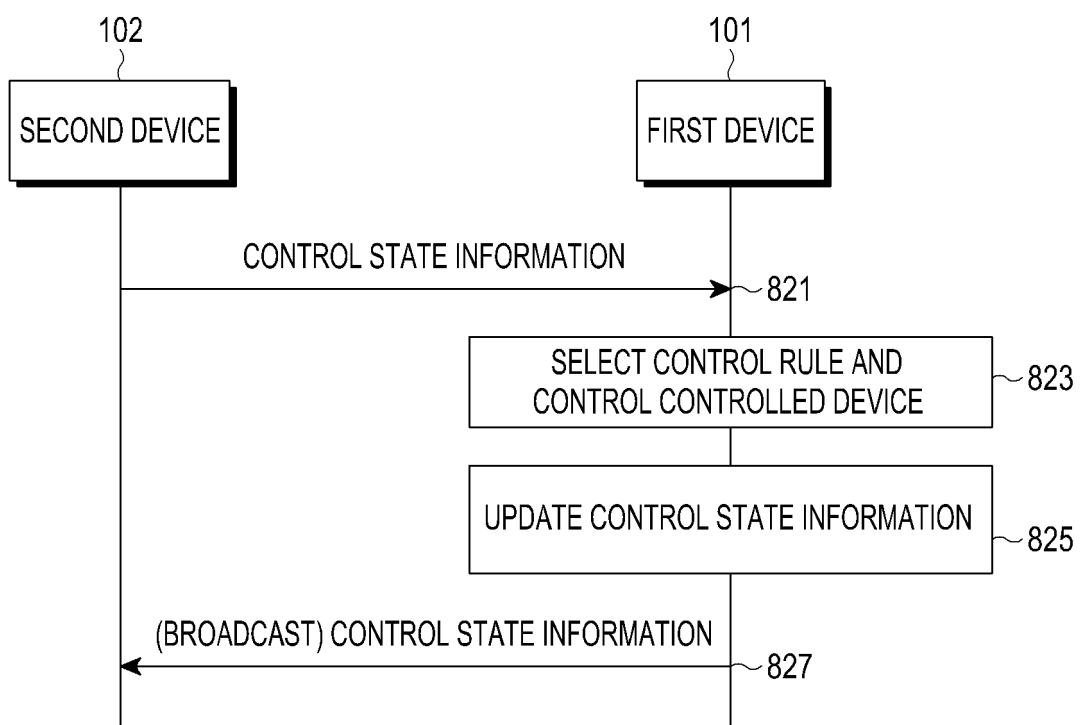 102
101
SECOND DEVICE
FIRST DEVICE
CONTROL STATE INFORMATION
821
SELECT CONTROL RULE AND
CONTROL CONTROLLED DEVICE
823
UPDATE CONTROL STATE INFORMATION
825
(BROADCAST) CONTROL STATE INFORMATION
827